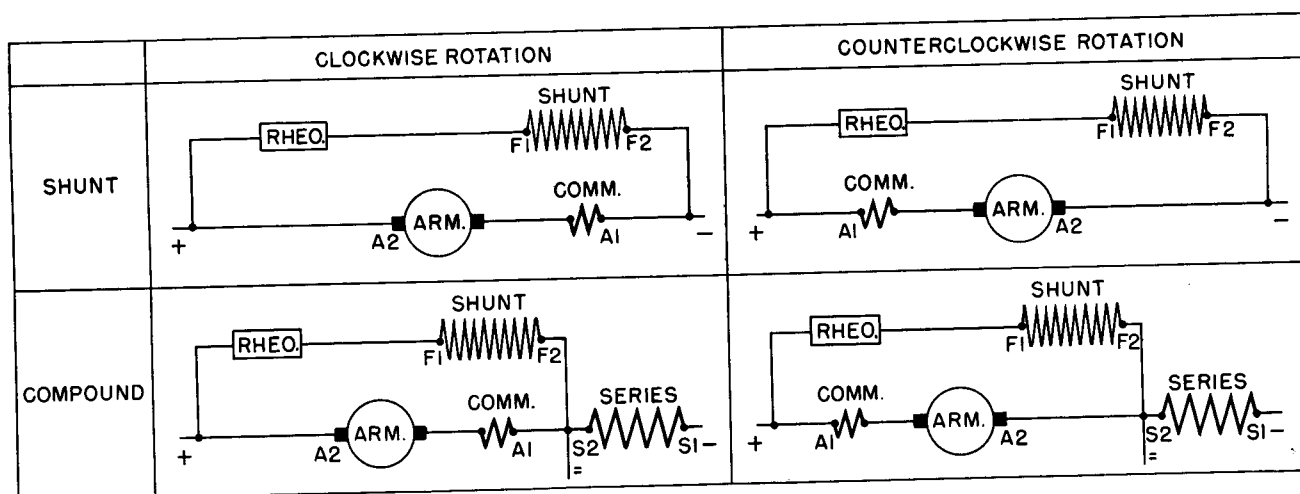 CLOCKWISE ROTATION
COUNTERCLOCKWISE ROTATION
SHUNT
SHUNT
RHEO.
F1
F2
COMM.
ARM.
+
A2
A1
-
SHUNT
RHEO.
F1
F2
COMM.
ARM.
+
A1
A2
-
COMPOUND
SHUNT
RHEO.
F1
F2
COMM.
SERIES
ARM.
+
A2
A1
S2
S1-
=
SHUNT
RHEO.
F1
F2
COMM.
SERIES
ARM.
+
A1
A2
S2
S1-
=